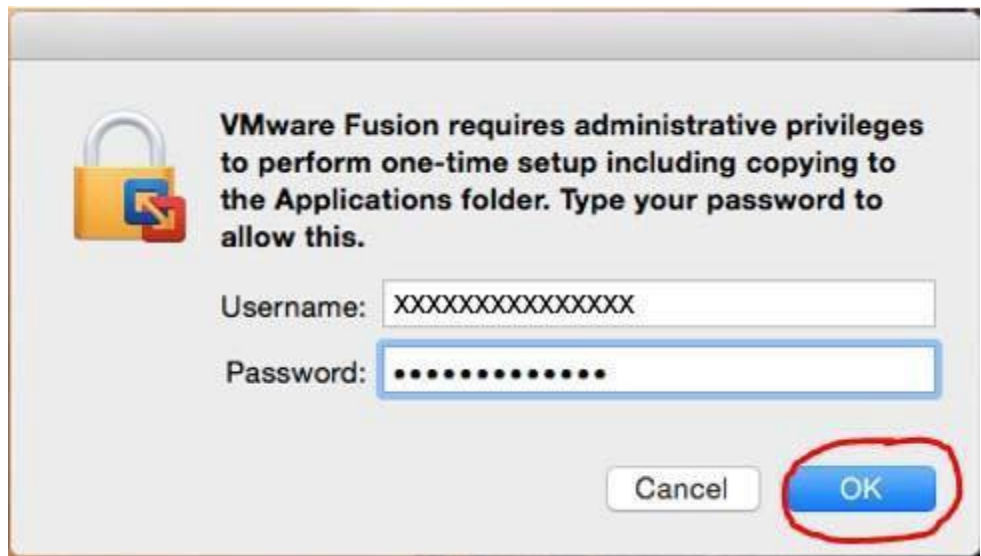 VMware Fusion requires administrative privileges
to perform one-time setup including copying to
the Applications folder. Type your password to
allow this.
Username: XXXXXXXXXXXXXXX
Password: •••••••••••••
Cancel OK